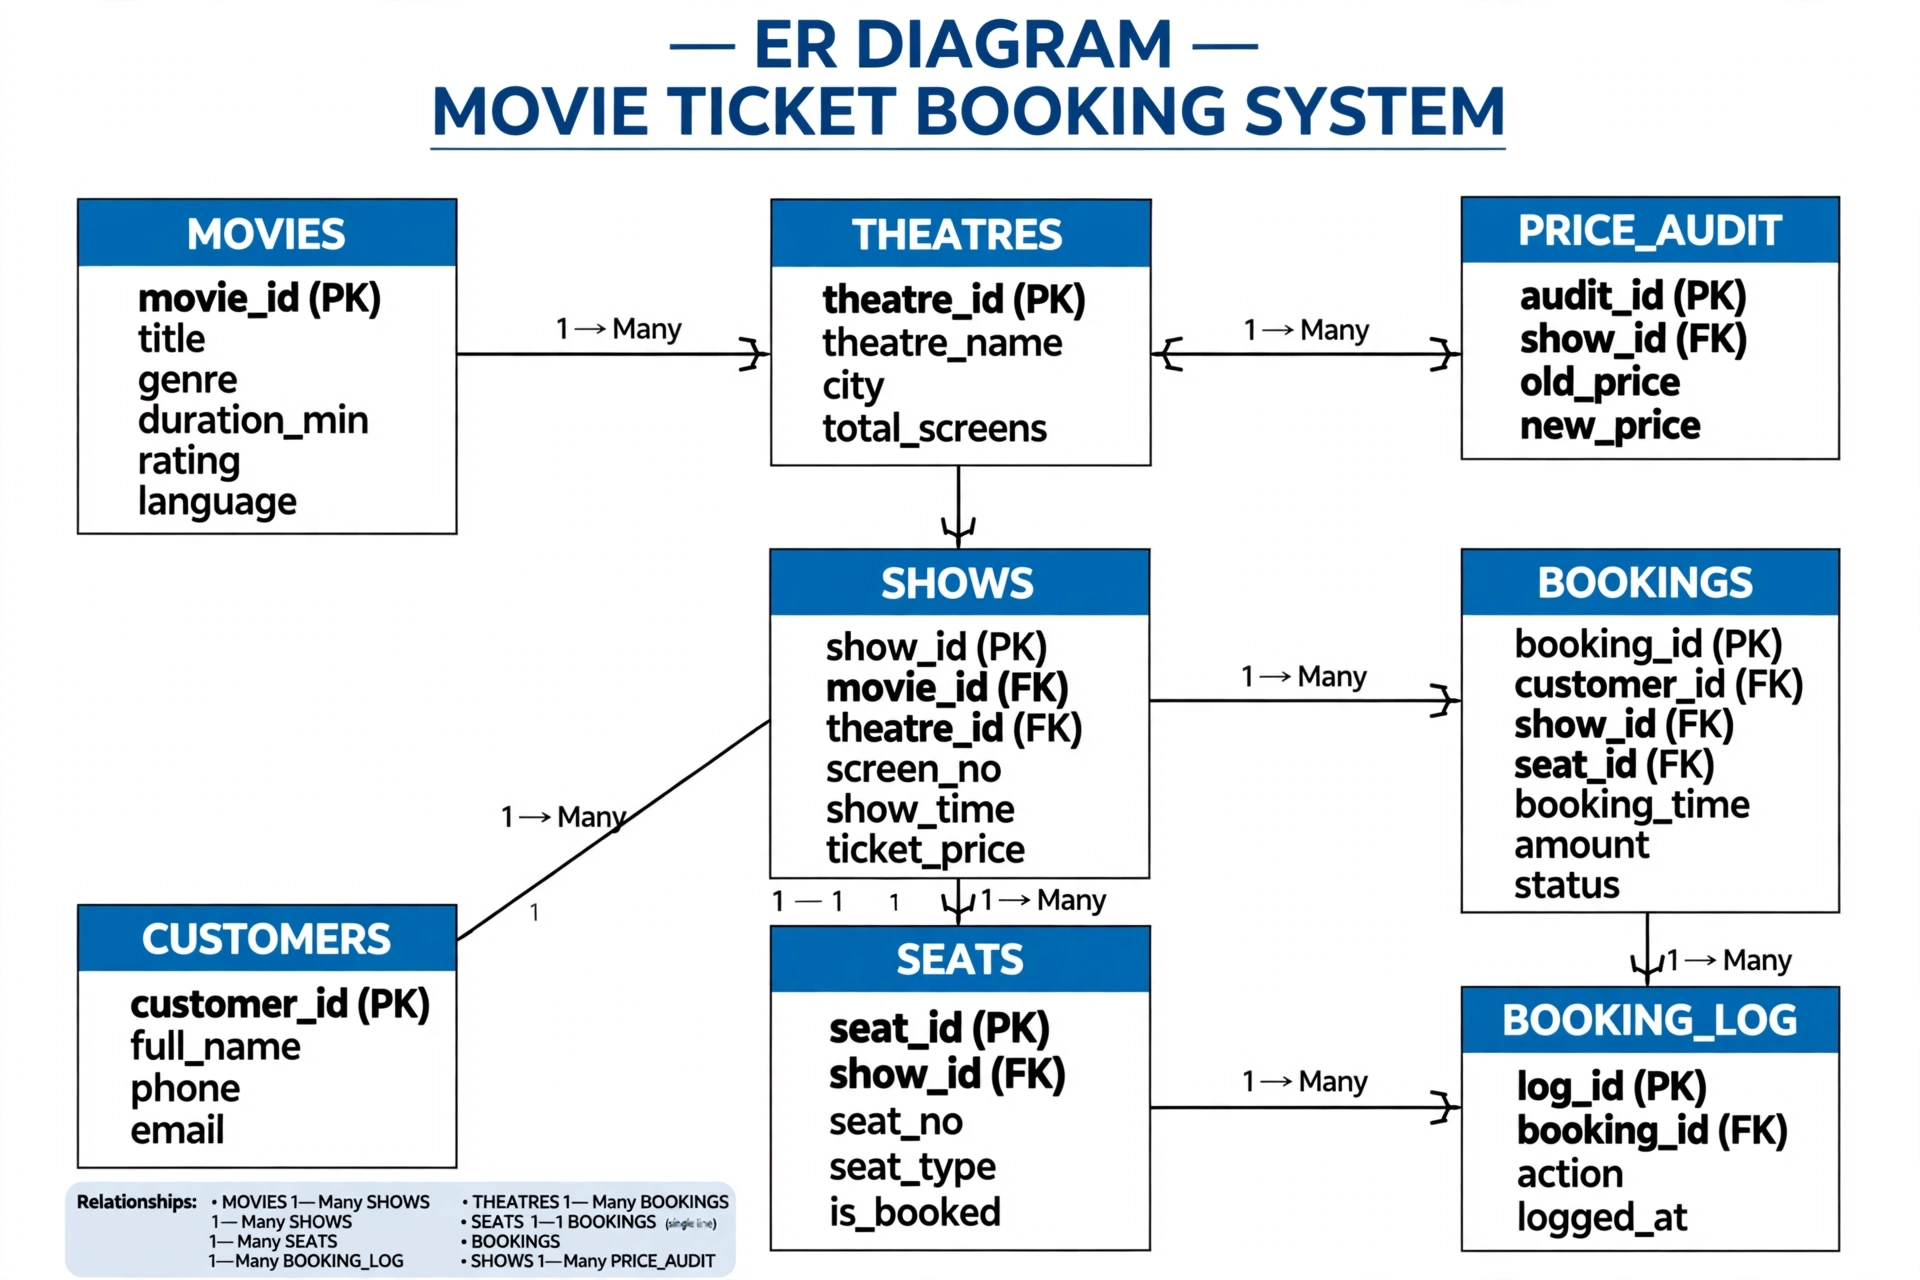 — ER DIAGRAM —
MOVIE TICKET BOOKING SYSTEM
MOVIES
movie_id (PK)
title
genre
duration_min
rating
language
1→ Many
THEATRES
theatre_id (PK)
theatre_name
city
total_screens
1→ Many
PRICE_AUDIT
audit_id (PK)
show_id (FK)
old_price
new_price
SHOWS
show_id (PK)
movie_id (FK)
theatre_id (FK)
screen_no
show_time
ticket_price
1→ Many
BOOKINGS
booking_id (PK)
customer_id (FK)
show_id (FK)
seat_id (FK)
booking_time
amount
status
1→ Many
1
1 — 1 1 1→ Many
CUSTOMERS
customer_id (PK)
full_name
phone
email
SEATS
seat_id (PK)
show_id (FK)
seat_no
seat_type
is_booked
1→ Many
1→ Many
BOOKING_LOG
log_id (PK)
booking_id (FK)
action
logged_at
Relationships: • MOVIES 1— Many SHOWS
1— Many SHOWS
1— Many SEATS
1—Many BOOKING_LOG
• THEATRES 1— Many BOOKINGS
• SEATS 1—1 BOOKINGS (single line)
• BOOKINGS
• SHOWS 1—Many PRICE_AUDIT